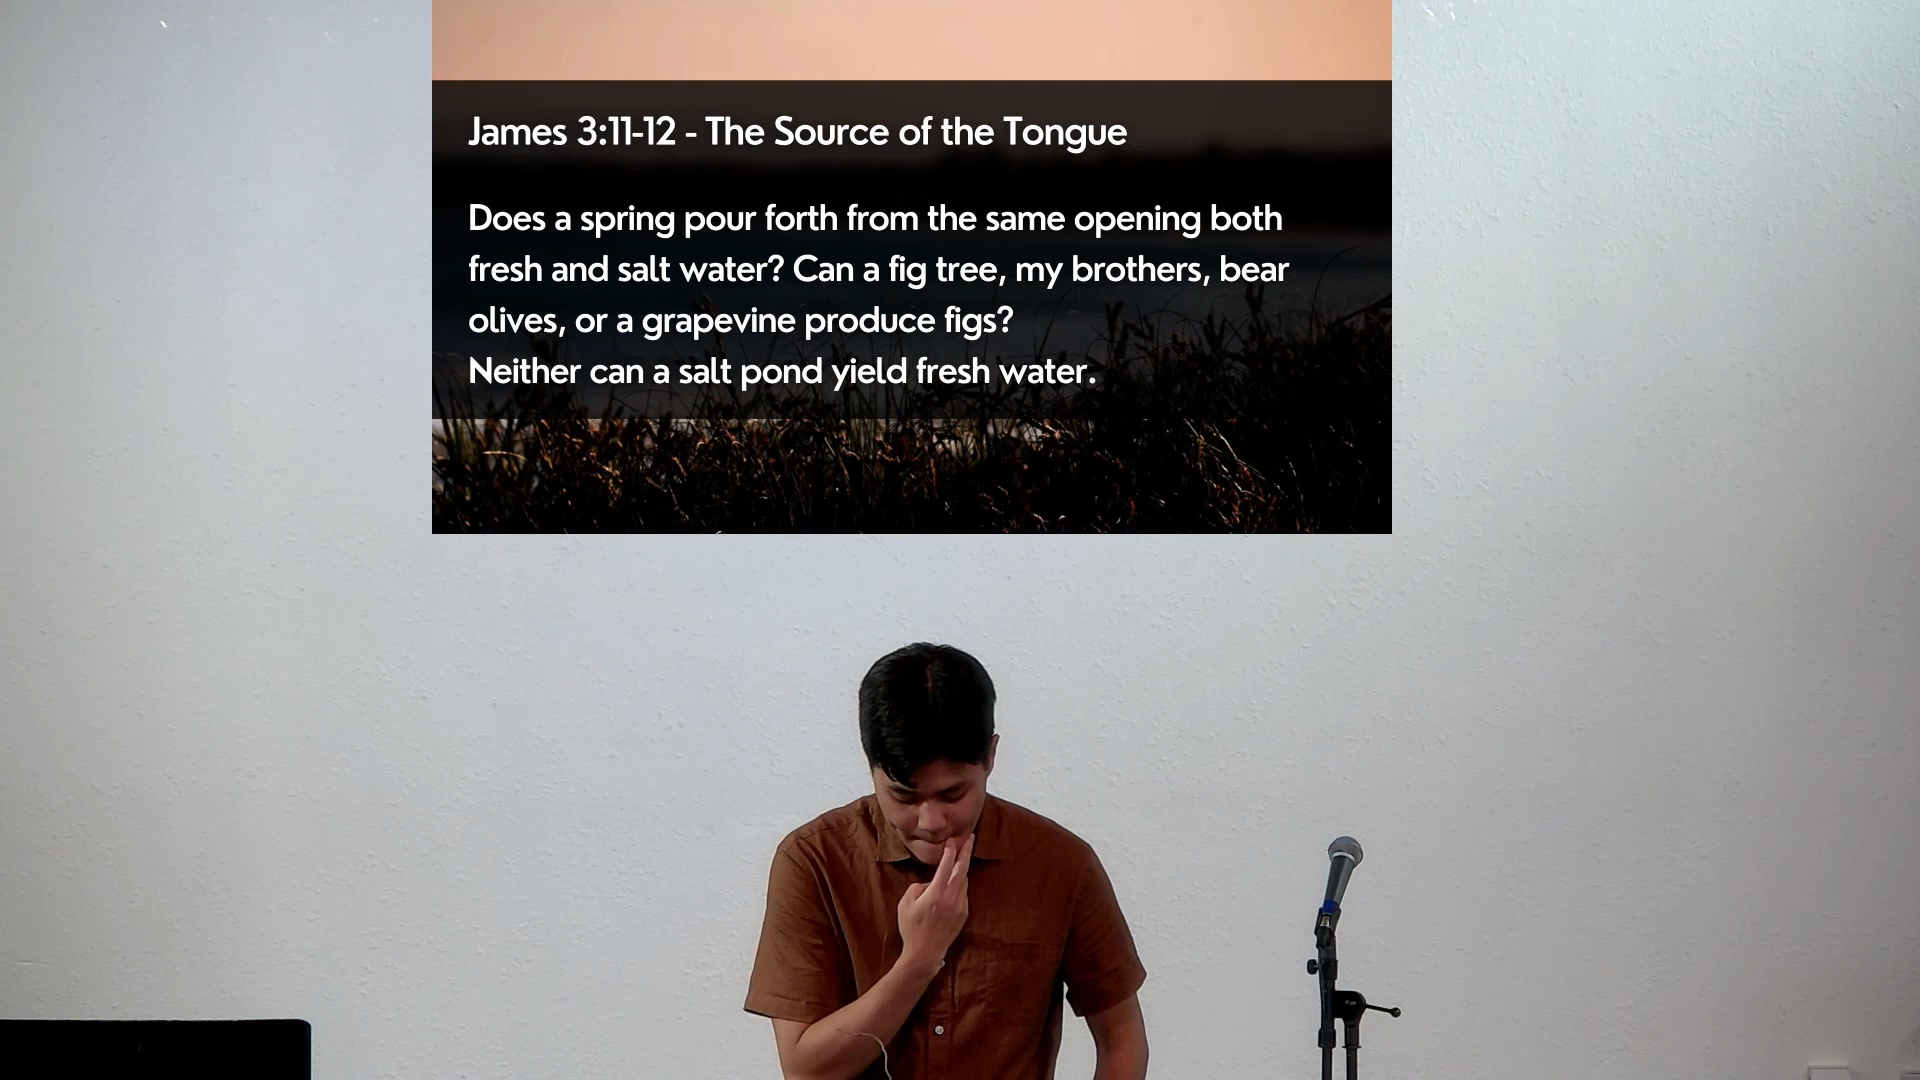 James 3:11-12 - The Source of the Tongue
Does a spring pour forth from the same opening both
fresh and salt water? Can a fig tree, my brothers, bear
olives, or a grapevine produce figs?
Neither can a salt pond yield fresh water.